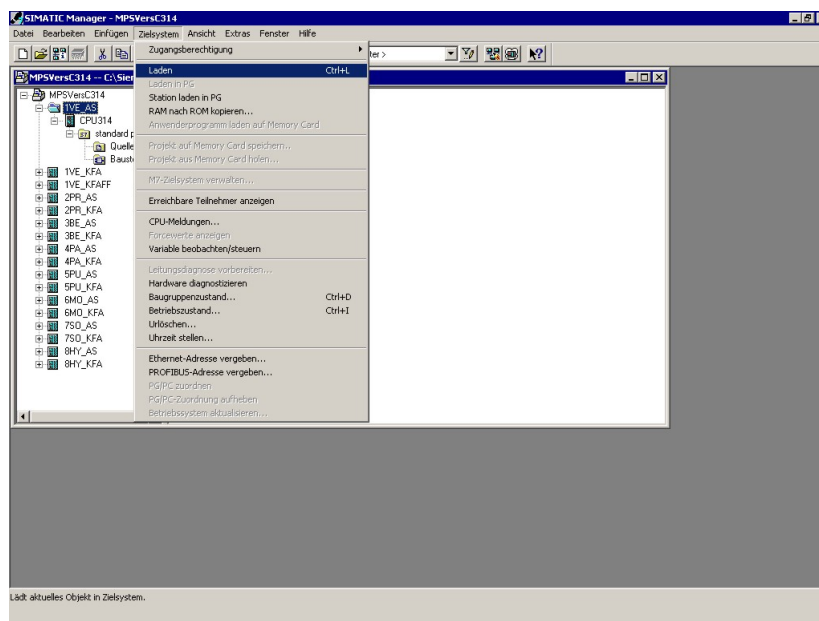 SIMATIC Manager - MPSVersC314
Datei Bearbeiten Einfügen Zielsystem Ansicht Extras Fenster Hilfe
MPSVersC314 -- C:\Sie
MPSVersC314
1VE_AS
CPU314
standard p
Quelle
Baust
1VE_KFA
1VE_KFAFF
2PR_AS
2PR_KFA
3BE_AS
3BE_KFA
4PA_AS
4PA_KFA
5PU_AS
5PU_KFA
6MO_AS
6MO_KFA
7SO_AS
7SO_KFA
8HY_AS
8HY_KFA
Zugangsberechtigung
Laden Ctrl+L
Laden in PG
Station laden in PG
RAM nach ROM kopieren...
Anwenderprogramm laden auf Memory Card
Projekt auf Memory Card speichern..
Projekt aus Memory Card holen...
M7-Zielsystem verwalten...
Erreichbare Teilnehmer anzeigen
CPU-Meldungen...
Forcewerte anzeigen
Variable beobachten/steuern
Leitungsdiagnose vorbereiten...
Hardware diagnostizieren
Baugruppenzustand... Ctrl+D
Betriebszustand... Ctrl+I
Urlöschen...
Uhrzeit stellen...
Ethernet-Adresse vergeben...
PROFIBUS-Adresse vergeben...
PG/PC zuordnen
PG/PC-Zuordnung aufheben
Betriebssystem aktualisieren...
ter >
Lädt aktuelles Objekt in Zielsystem.